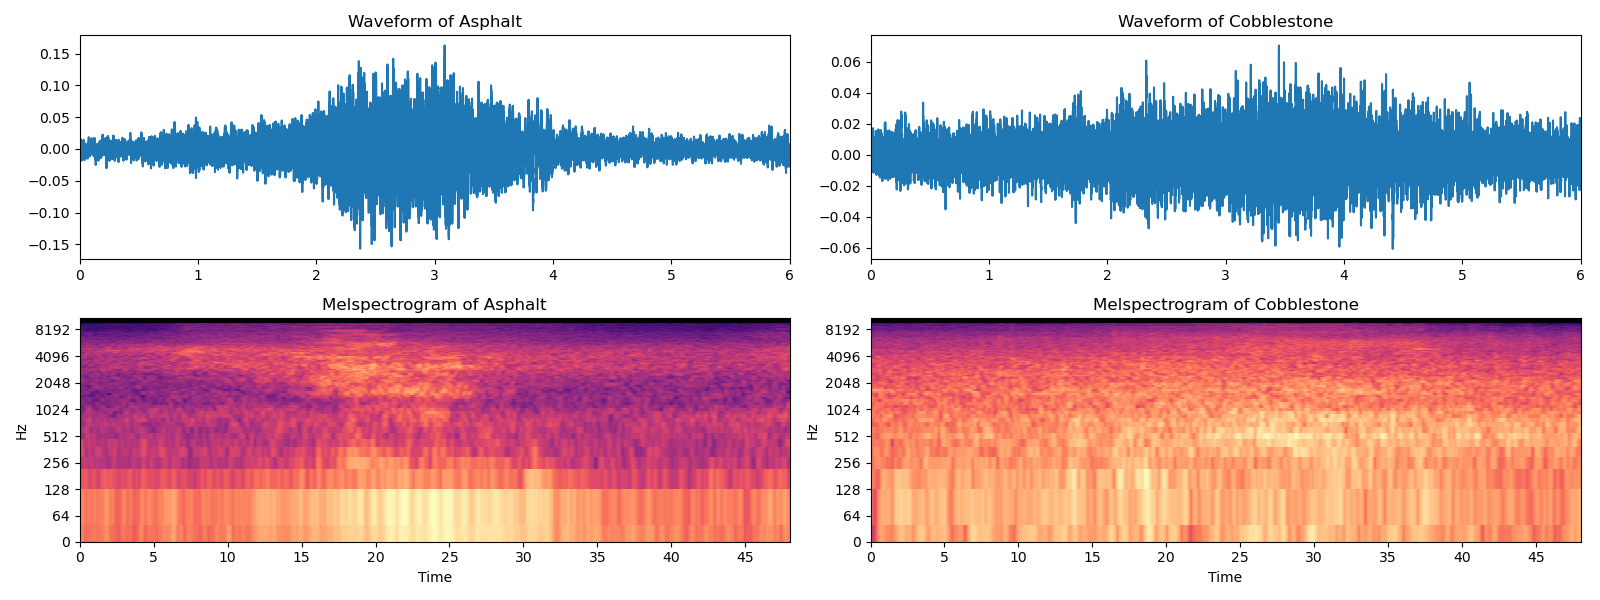 Waveform of Asphalt
0.15
0.10
0.05
0.00
−0.05
−0.10
−0.15
0 1 2 3 4 5 6
Waveform of Cobblestone
0.06
0.04
0.02
0.00
−0.02
−0.04
−0.06
0 1 2 3 4 5 6
Melspectrogram of Asphalt
8192
4096
2048
1024
512
256
128
64
0
Hz
0 5 10 15 20 25 30 35 40 45
Time
Melspectrogram of Cobblestone
8192
4096
2048
1024
512
256
128
64
0
Hz
0 5 10 15 20 25 30 35 40 45
Time